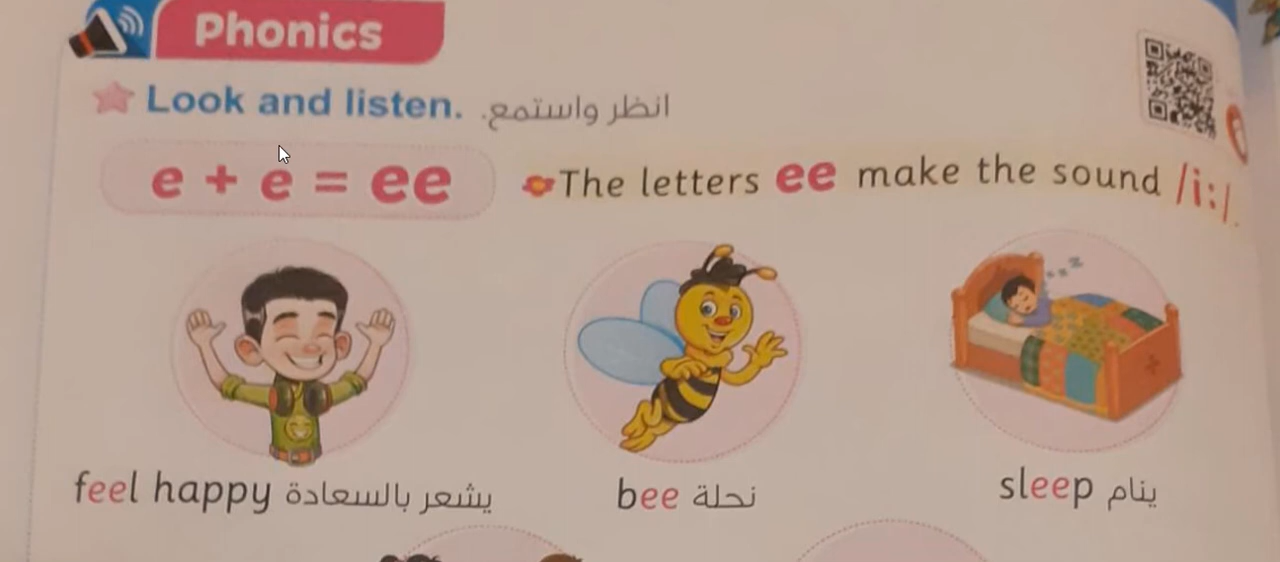 Phonics
Look and listen. انظر واستمع.
e + e = ee
The letters ee make the sound /i:/.
feel happy يشعر بالسعادة
bee نحلة
sleep ينام